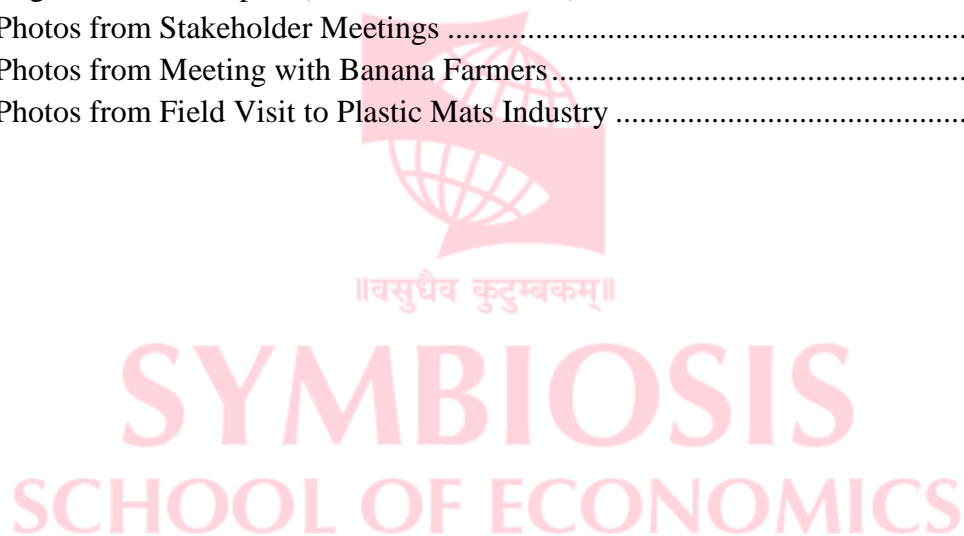 Photos from Stakeholder Meetings ..................................................................
Photos from Meeting with Banana Farmers....................................................
Photos from Field Visit to Plastic Mats Industry ............................................
॥वसुधैव कुटुम्बकम्॥
SYMBIOSIS
SCHOOL OF ECONOMICS